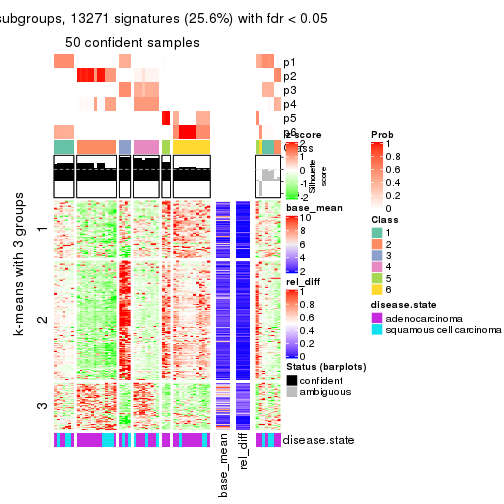 subgroups, 13271 signatures (25.6%) with fdr < 0.05
50 confident samples
p1
p2
p3
p4
p5
p6
Class
Silhouette
score
k-means with 3 groups
1
2
3
base_mean
rel_diff
disease.state
z-score
2
1
0
-1
-2
base_mean
10
8
6
4
2
rel_diff
1
0.8
0.6
0.4
0.2
0
Status (barplots)
confident
ambiguous
Prob
1
0.8
0.6
0.4
0.2
0
Class
1
2
3
4
5
6
disease.state
adenocarcinoma
squamous cell carcinoma